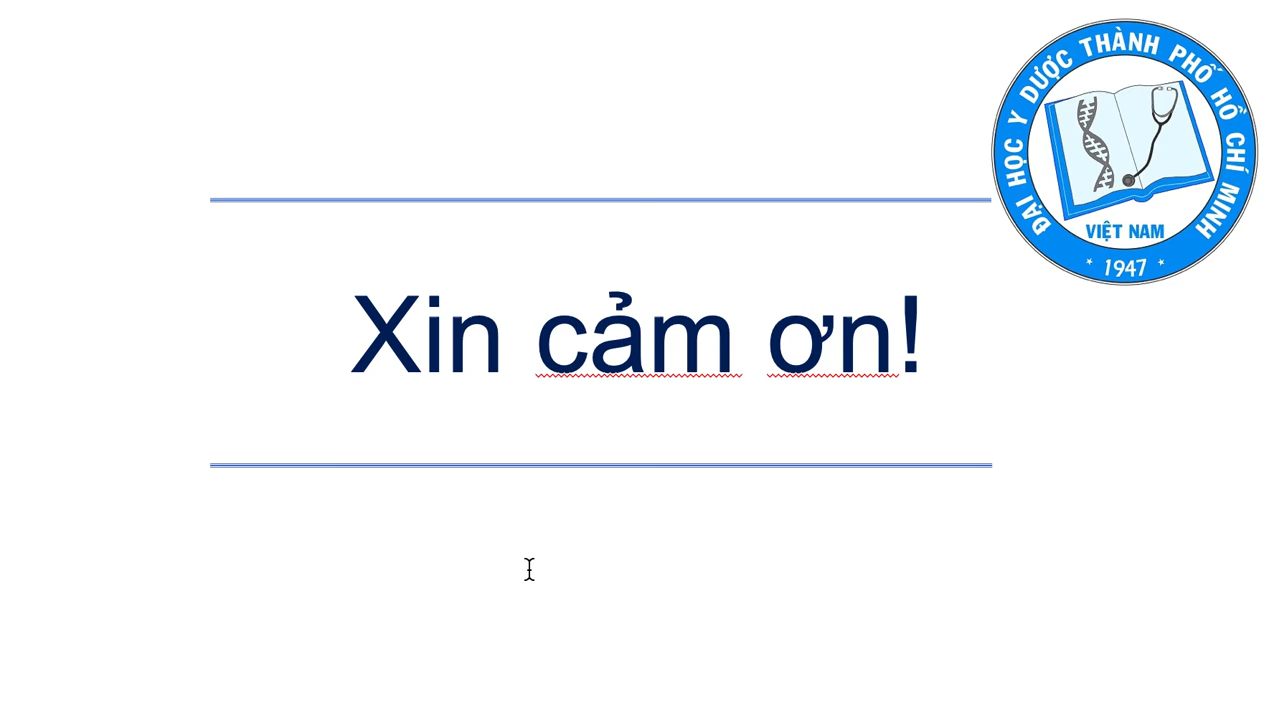 ĐẠI HỌC Y DƯỢC THÀNH PHỐ HỒ CHÍ MINH
VIỆT NAM
* 1947 *
Xin cảm ơn!